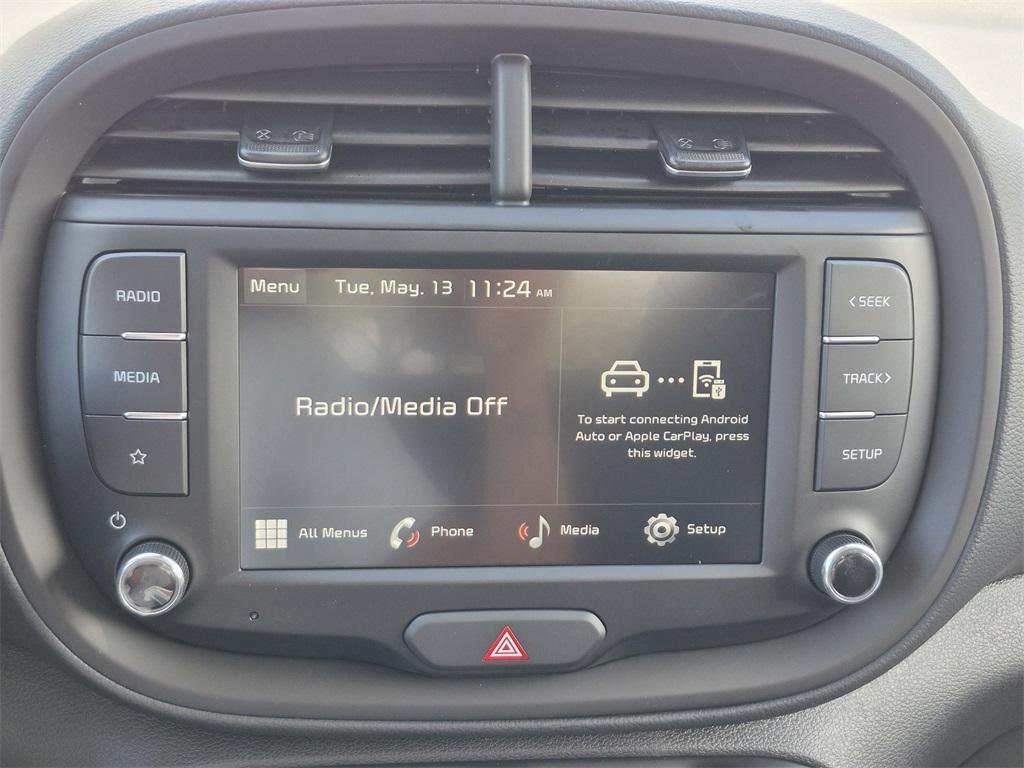 Menu Tue, May. 13 11:24 AM
RADIO
MEDIA
Radio/Media Off
To start connecting Android
Auto or Apple CarPlay, press
this widget.
< SEEK
TRACK>
SETUP
All Menus Phone Media Setup